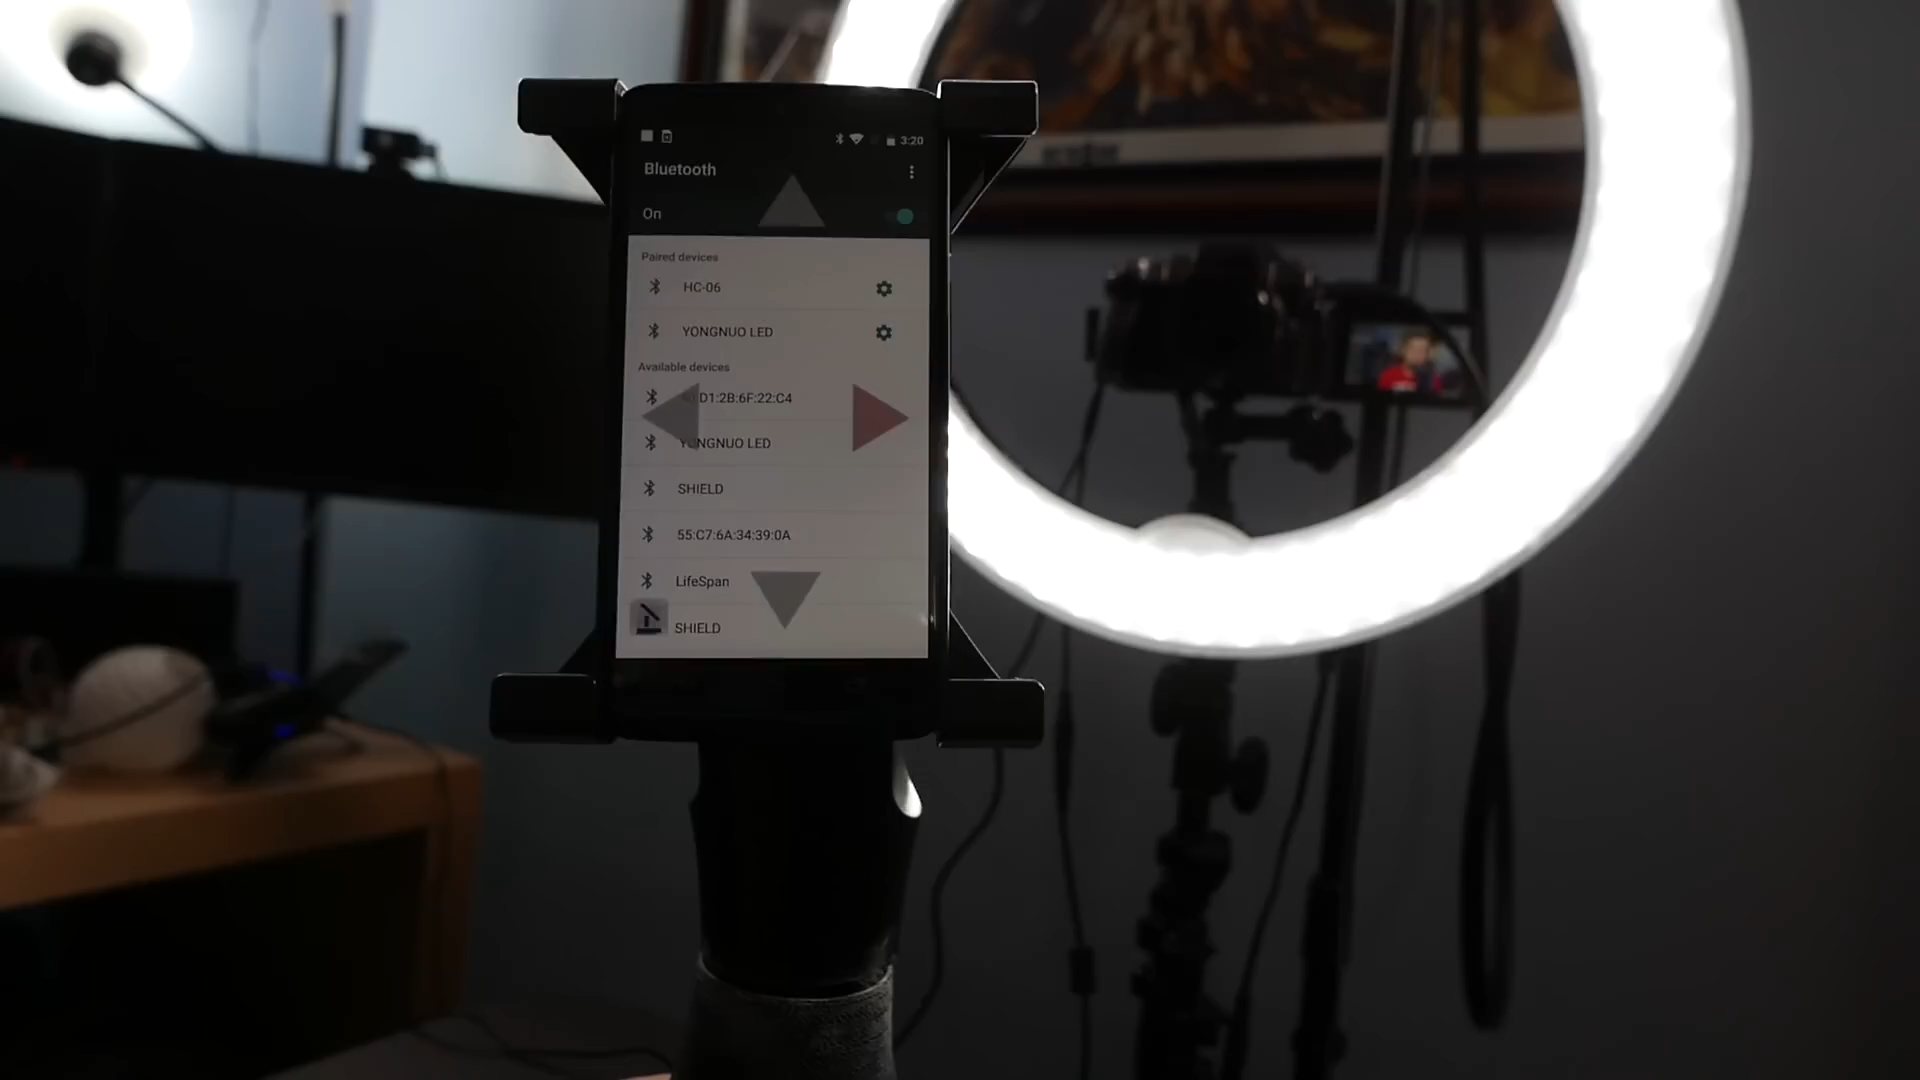 3:20
Bluetooth
On
Paired devices
HC-06
YONGNUO LED
Available devices
D1:2B:6F:22:C4
YONGNUO LED
SHIELD
55:C7:6A:34:39:0A
LifeSpan
SHIELD